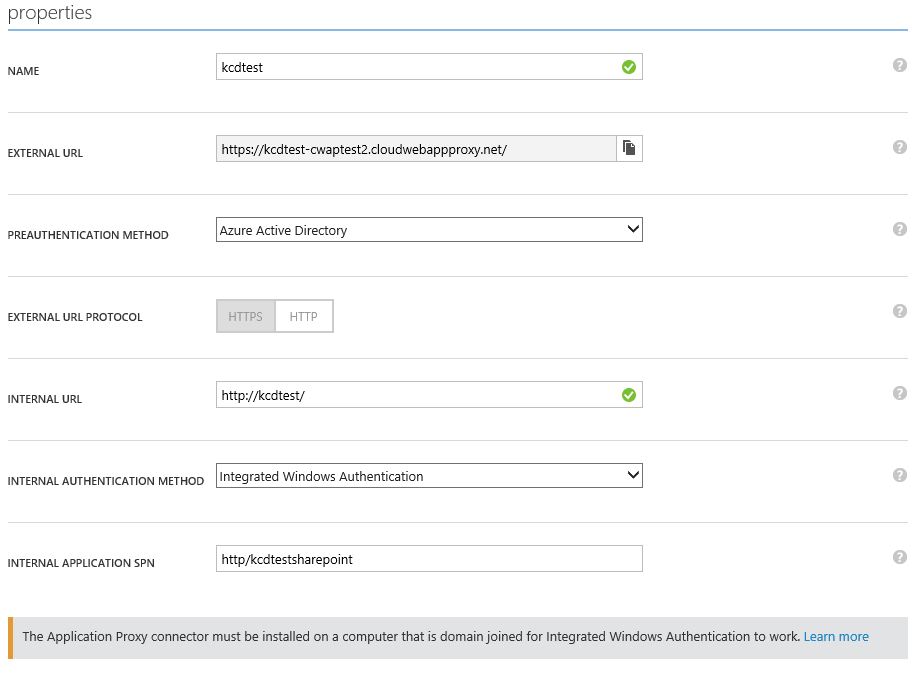 properties
NAME
kcdtest
EXTERNAL URL
https://kcdtest-cwaptest2.cloudwebappproxy.net/
PREAUTHENTICATION METHOD
Azure Active Directory
EXTERNAL URL PROTOCOL
HTTPS HTTP
INTERNAL URL
http://kcdtest/
INTERNAL AUTHENTICATION METHOD
Integrated Windows Authentication
INTERNAL APPLICATION SPN
http/kcdtestsharepoint
The Application Proxy connector must be installed on a computer that is domain joined for Integrated Windows Authentication to work. Learn more